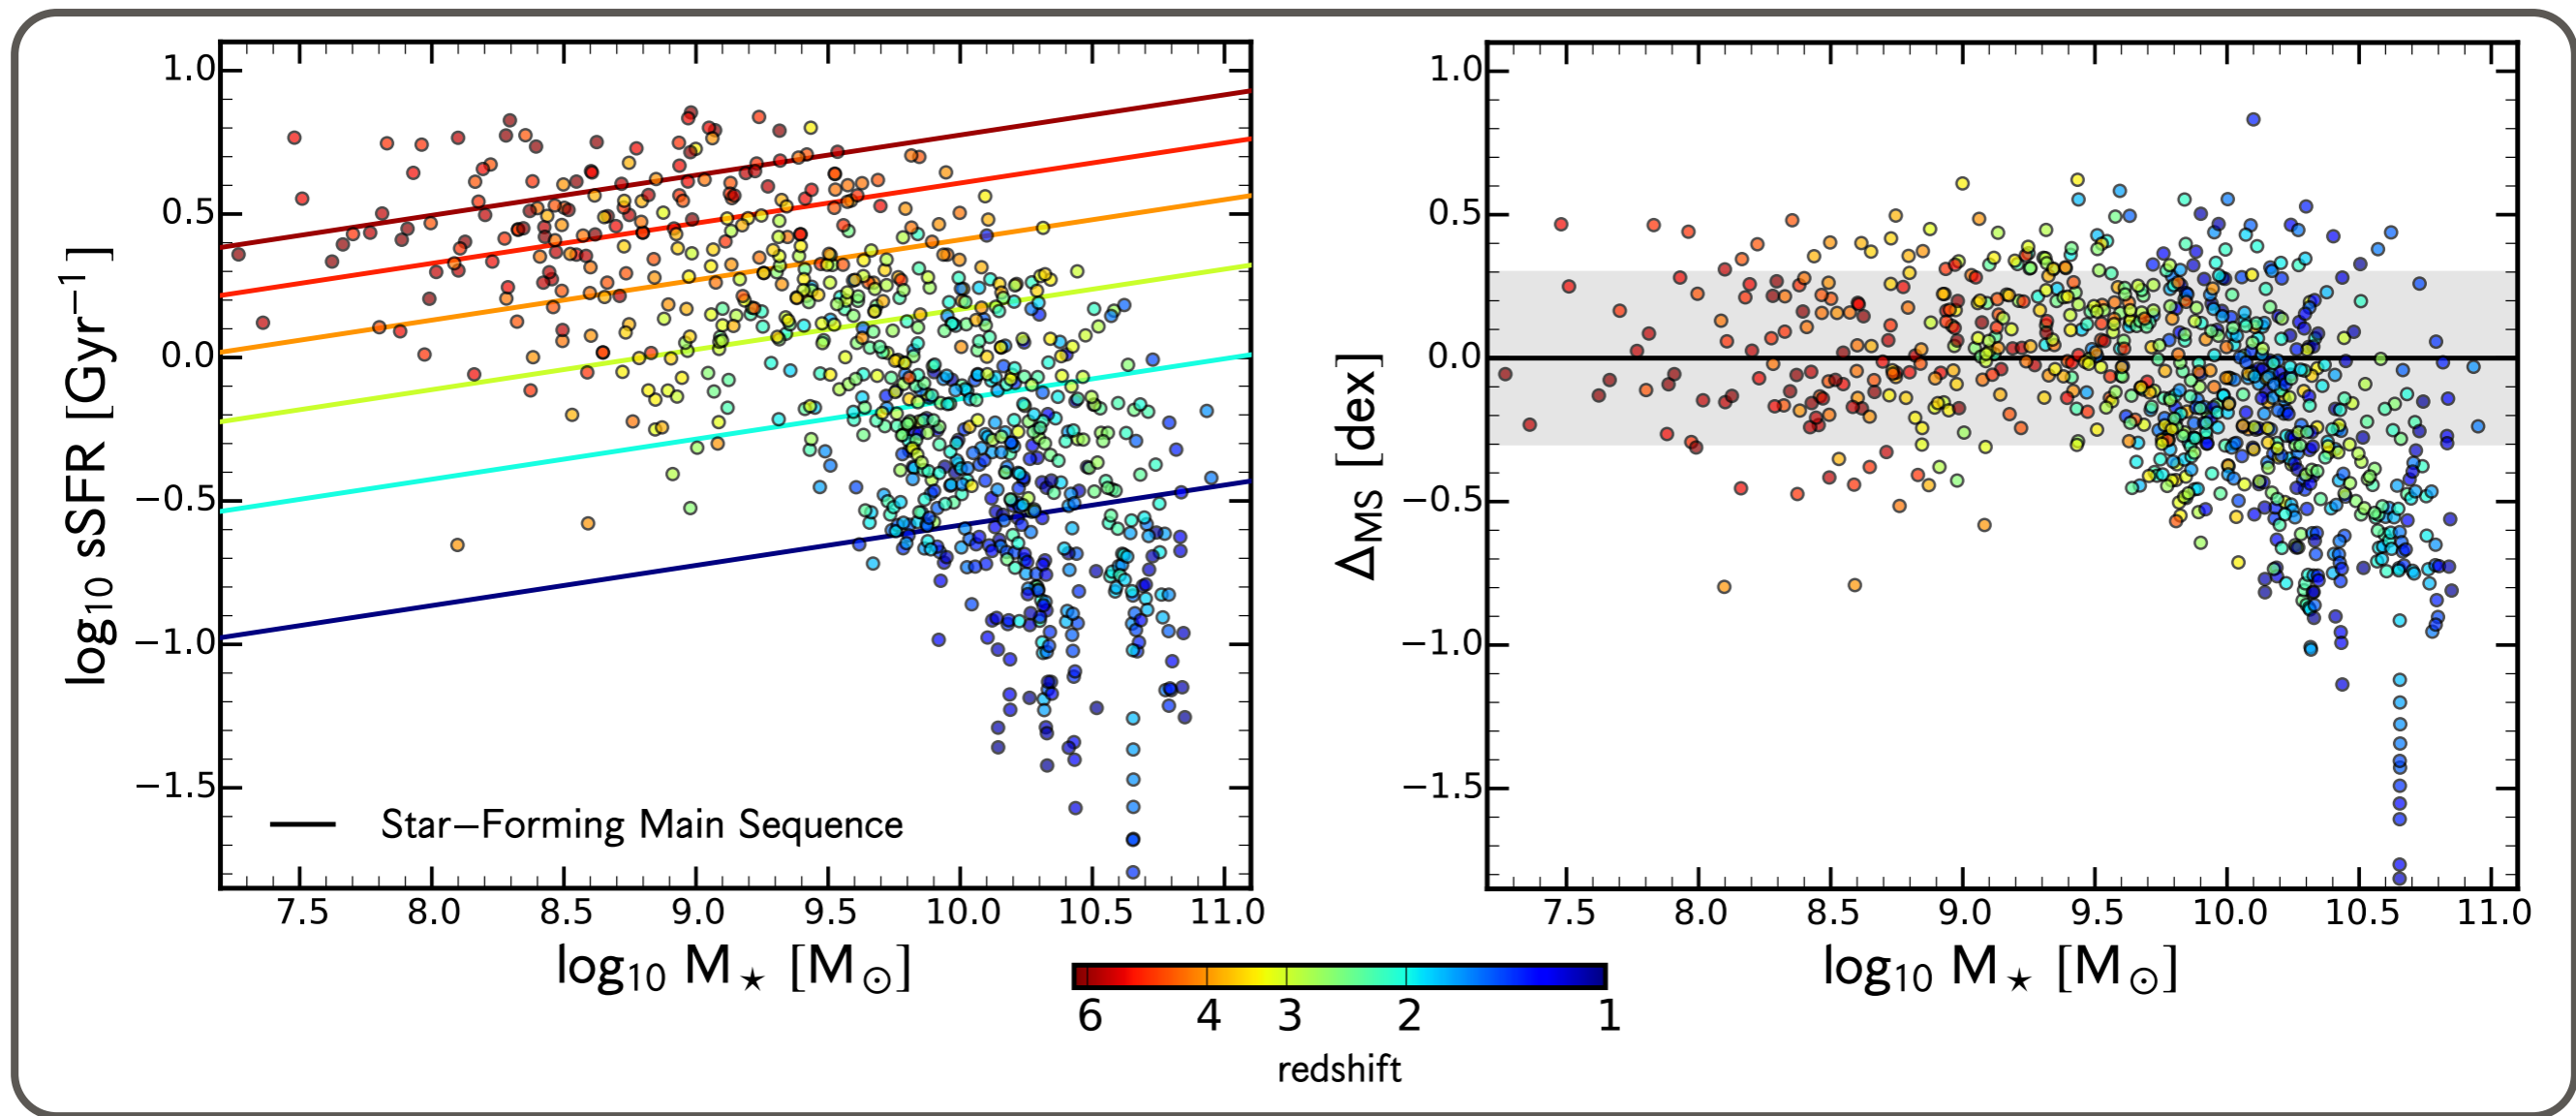 log₁₀ sSFR [Gyr⁻¹]
1.0
0.5
0.0
−0.5
−1.0
−1.5
Star−Forming Main Sequence
7.5 8.0 8.5 9.0 9.5 10.0 10.5 11.0
log₁₀ M⋆ [M⊙]
Δ_MS [dex]
1.0
0.5
0.0
−0.5
−1.0
−1.5
7.5 8.0 8.5 9.0 9.5 10.0 10.5 11.0
log₁₀ M⋆ [M⊙]
6 4 3 2 1
redshift